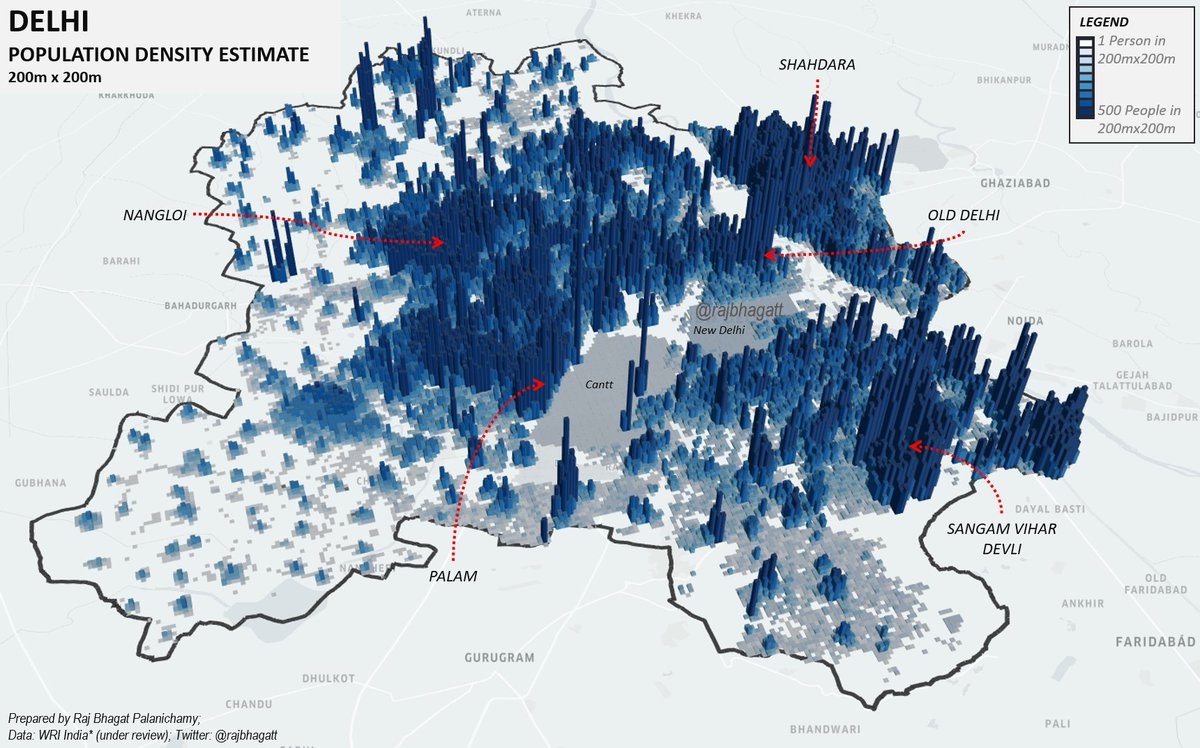 DELHI
POPULATION DENSITY ESTIMATE
200m x 200m
LEGEND
1 Person in
200mx200m
500 People in
200mx200m
ATERNA
KHEKRA
KUNDLI
BHIKANPUR
KHARKHUDA
SHAHDARA
GHAZIABAD
NANGLOI
OLD DELHI
BARAHI
BAHADURGARH
@rajbhagatt
New Delhi
NOIDA
BAROLA
GEJAH
TALATTULABAD
BAJIDPUR
Cantt
SAULDA
SHIDI PUR
LOWA
GUBHANA
DAYAL BASTI
SANGAM VIHAR
DEVLI
PALAM
OLD
FARIDABAD
ANKHIR
FARIDABÁD
GURUGRAM
DHULKOT
CHANDU
BHANDWARI
PALI
Prepared by Raj Bhagat Palanichamy;
Data: WRI India* (under review); Twitter: @rajbhagatt